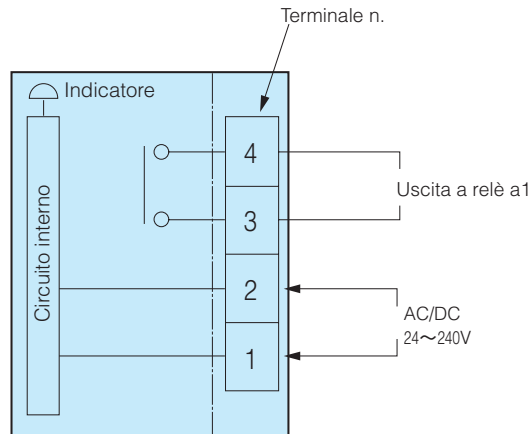 Terminale n.
Indicatore
Circuito interno
4
3
2
1
Uscita a relè a1
AC/DC
24〜240V